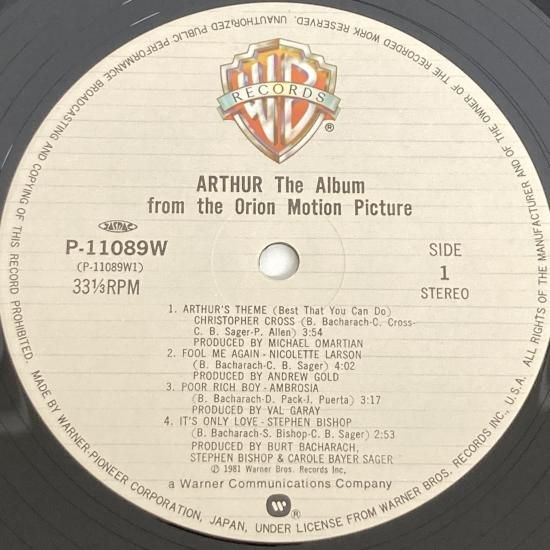 UNAUTHORIZED PUBLIC PERFORMANCE BROADCASTING AND COPYING OF THIS RECORD PROHIBITED.
ALL RIGHTS OF THE MANUFACTURER AND OF THE OWNER OF THE RECORDED WORK RESERVED.
WB
RECORDS
®
ARTHUR The Album
from the Orion Motion Picture
JASRAC
P-11089W
(P-11089W1)
33⅓RPM
SIDE
1
STEREO
1. ARTHUR'S THEME (Best That You Can Do)
CHRISTOPHER CROSS (B. Bacharach-C. Cross-
C. B. Sager-P. Allen) 3:54
PRODUCED BY MICHAEL OMARTIAN
2. FOOL ME AGAIN - NICOLETTE LARSON
(B. Bacharach-C. B. Sager) 4:02
PRODUCED BY ANDREW GOLD
3. POOR RICH BOY - AMBROSIA
(B. Bacharach-D. Pack-J. Puerta) 3:17
PRODUCED BY VAL GARAY
4. IT'S ONLY LOVE - STEPHEN BISHOP
(B. Bacharach-S. Bishop-C. B. Sager) 2:53
PRODUCED BY BURT BACHARACH,
STEPHEN BISHOP & CAROLE BAYER SAGER
Ⓟ 1981 Warner Bros. Records Inc.
a Warner Communications Company
®
MADE BY WARNER-PIONEER CORPORATION, JAPAN, UNDER LICENSE FROM WARNER BROS. RECORDS INC., U.S.A.